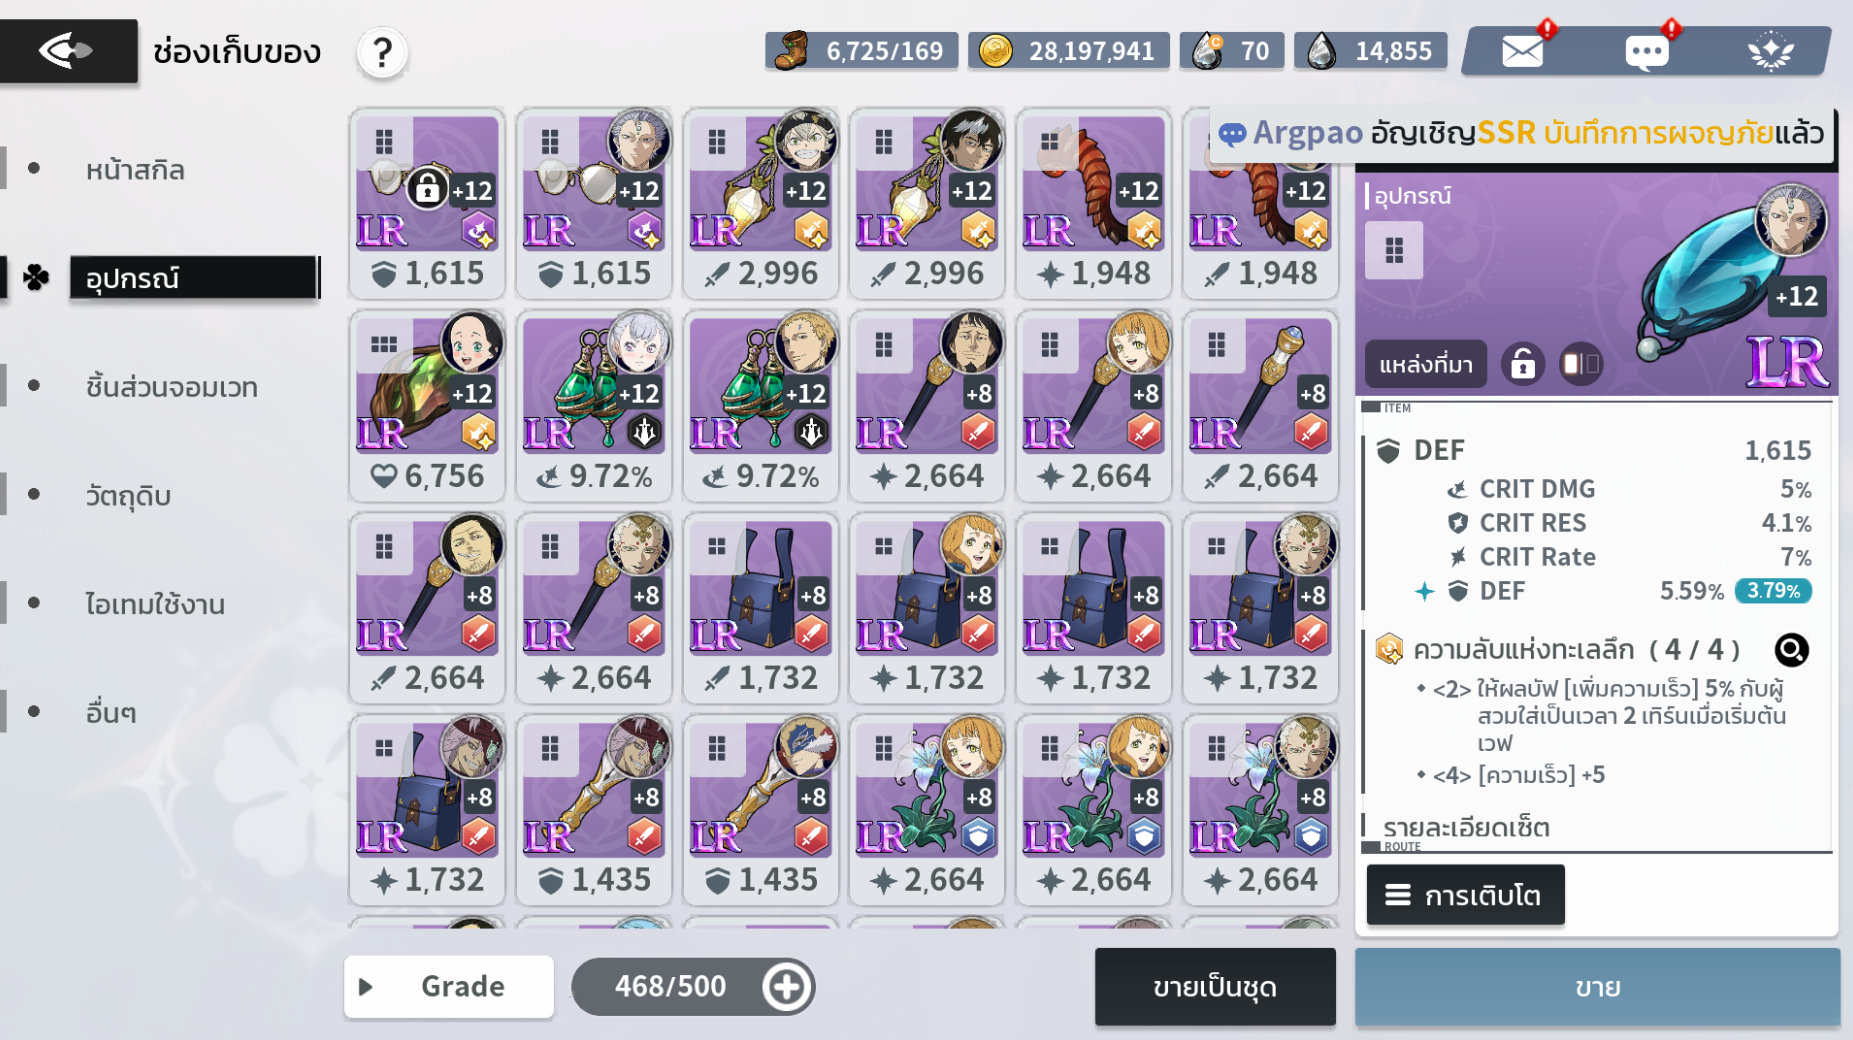 ช่องเก็บของ
?
6,725/169
28,197,941
70
14,855
Argpao อัญเชิญSSR บันทึกการผจญภัยแล้ว
หน้าสกิล
อุปกรณ์
ชิ้นส่วนจอมเวท
วัตถุดิบ
ไอเทมใช้งาน
อื่นๆ
+12 +12 +12 +12 +12 +12
LR LR LR LR LR LR
1,615 1,615 2,996 2,996 1,948 1,948
+12 +12 +12 +8 +8 +8
LR LR LR LR LR LR
6,756 9.72% 9.72% 2,664 2,664 2,664
+8 +8 +8 +8 +8 +8
LR LR LR LR LR LR
2,664 2,664 1,732 1,732 1,732 1,732
+8 +8 +8 +8 +8 +8
LR LR LR LR LR LR
1,732 1,435 1,435 2,664 2,664 2,664
Grade
468/500
ขายเป็นชุด
อุปกรณ์
+12
แหล่งที่มา
LR
ITEM
DEF 1,615
CRIT DMG 5%
CRIT RES 4.1%
CRIT Rate 7%
DEF 5.59% 3.79%
ความลับแห่งทะเลลึก ( 4 / 4 )
<2> ให้ผลบัฟ [เพิ่มความเร็ว] 5% กับผู้
สวมใส่เป็นเวลา 2 เทิร์นเมื่อเริ่มต้น
เวฟ
<4> [ความเร็ว] +5
รายละเอียดเซ็ต
ROUTE
การเติบโต
ขาย